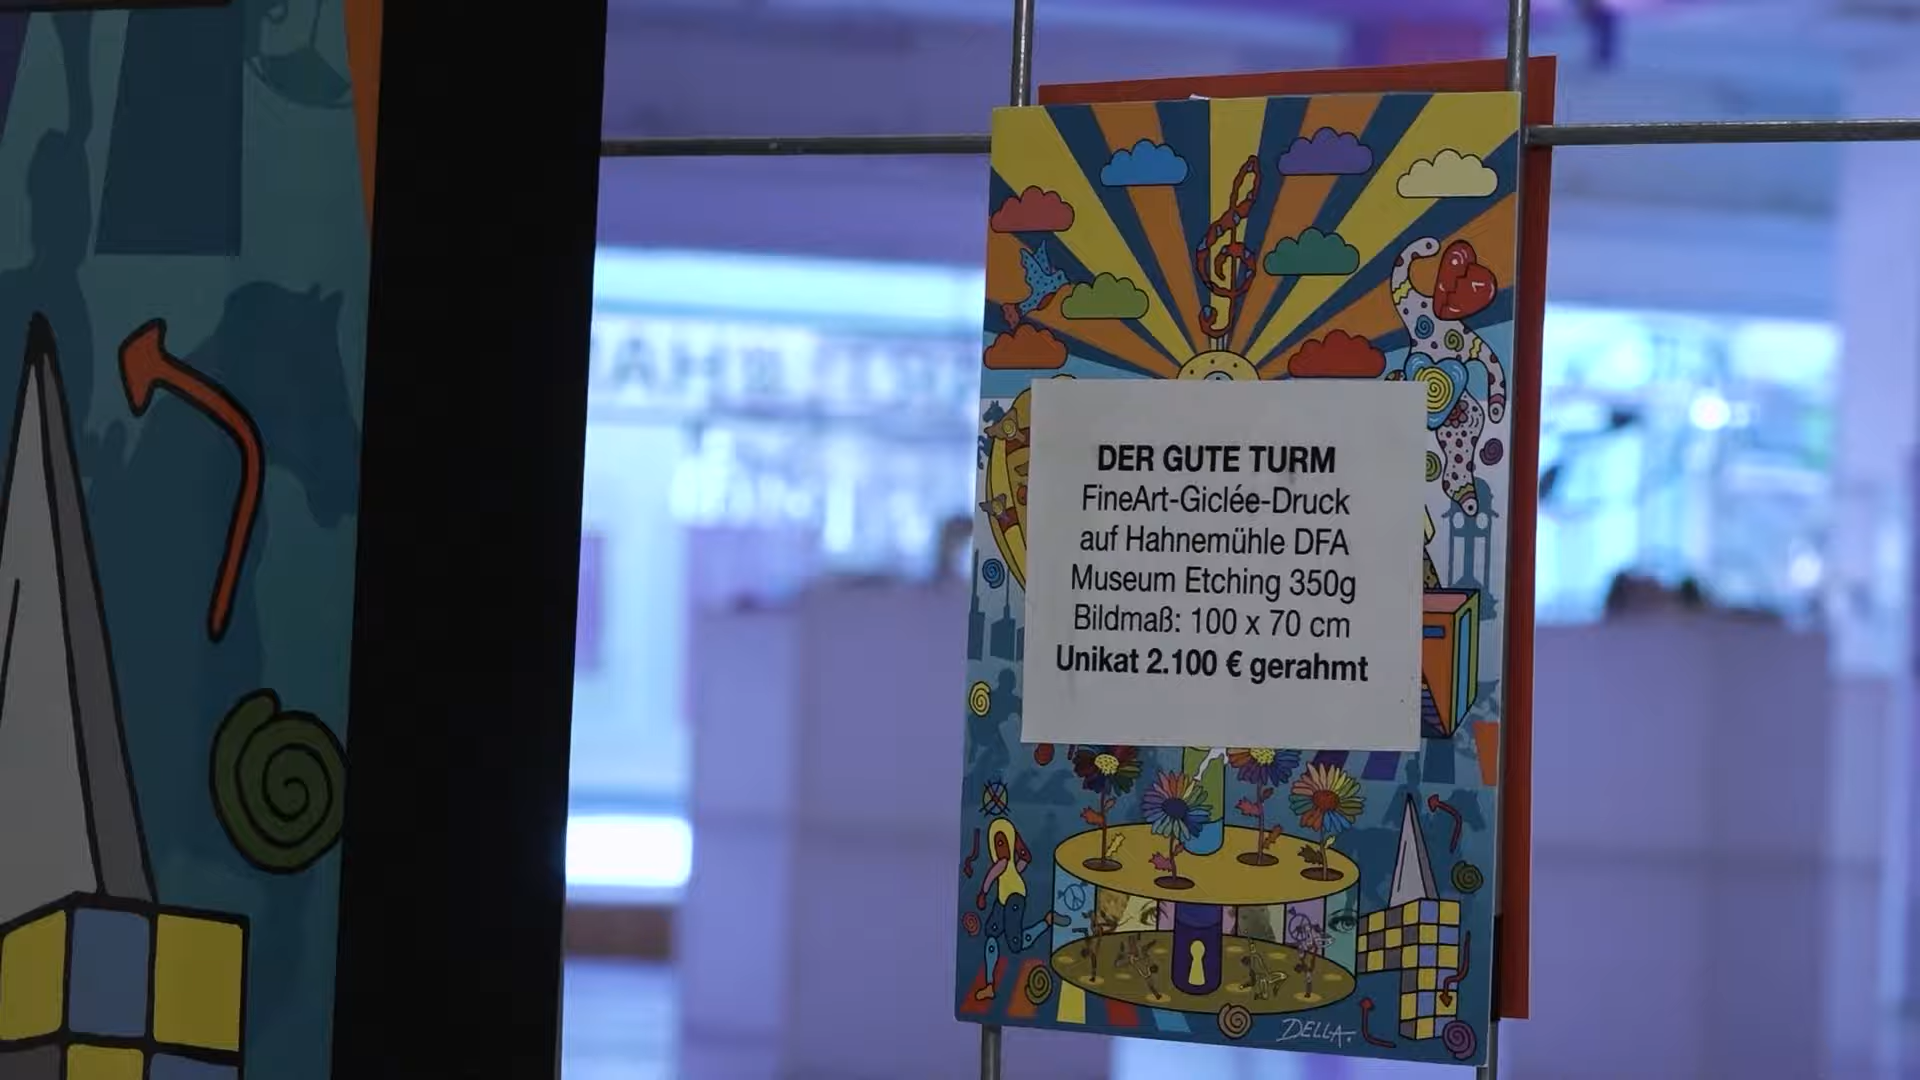 DER GUTE TURM
FineArt-Giclée-Druck
auf Hahnemühle DFA
Museum Etching 350g
Bildmaß: 100 x 70 cm
Unikat 2.100 € gerahmt
DELLA.